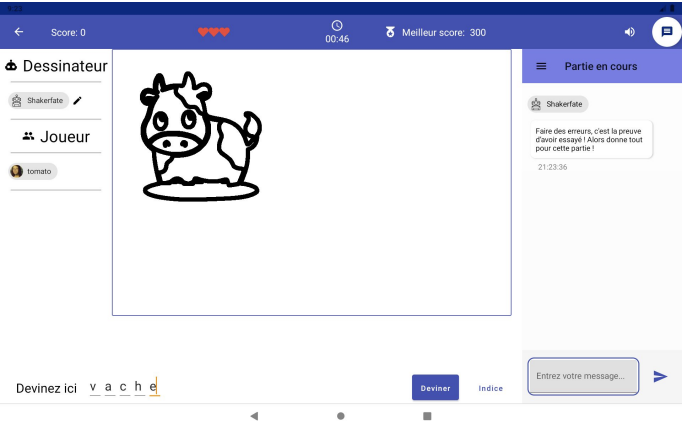 9:23
Score: 0
00:46
Meilleur score: 300
Dessinateur
Shakerfate
Joueur
tomato
Partie en cours
Shakerfate
Faire des erreurs, c'est la preuve
d'avoir essayé ! Alors donne tout
pour cette partie !
21:23:36
Devinez ici v a c h e
Deviner
Indice
Entrez votre message...